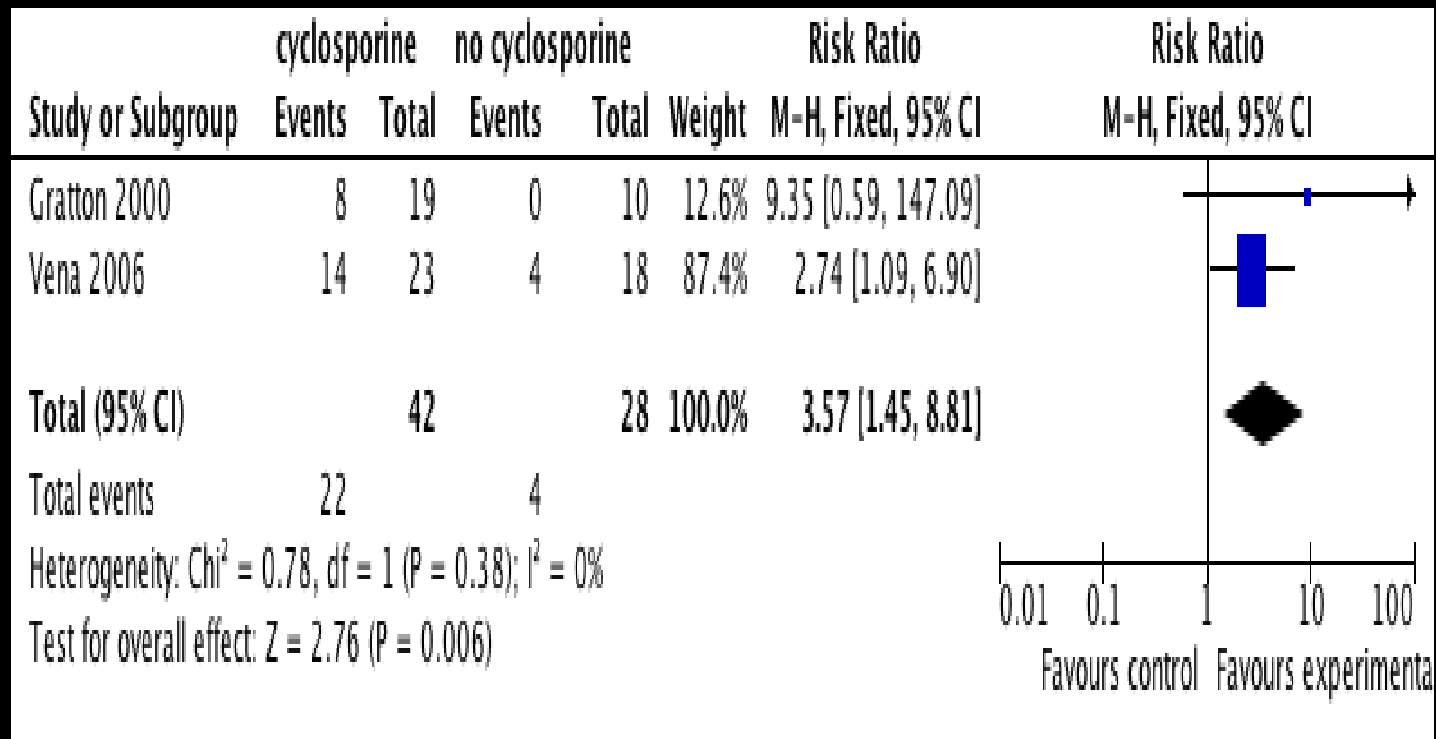 cyclosporine no cyclosporine Risk Ratio Risk Ratio
Study or Subgroup Events Total Events Total Weight M-H, Fixed, 95% CI M-H, Fixed, 95% CI
Gratton 2000 8 19 0 10 12.6% 9.35 [0.59, 147.09]
Vena 2006 14 23 4 18 87.4% 2.74 [1.09, 6.90]
Total (95% CI) 42 28 100.0% 3.57 [1.45, 8.81]
Total events 22 4
Heterogeneity: Chi² = 0.78, df = 1 (P = 0.38); I² = 0%
Test for overall effect: Z = 2.76 (P = 0.006)
0.01 0.1 1 10 100
Favours control Favours experimenta